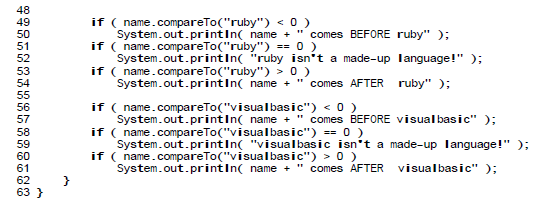 48
49         if ( name.compareTo("ruby") < 0 )
50             System.out.println( name + " comes BEFORE ruby" );
51         if ( name.compareTo("ruby") == 0 )
52             System.out.println( "ruby isn't a made-up language!" );
53         if ( name.compareTo("ruby") > 0 )
54             System.out.println( name + " comes AFTER  ruby" );
55
56         if ( name.compareTo("visualbasic") < 0 )
57             System.out.println( name + " comes BEFORE visualbasic" );
58         if ( name.compareTo("visualbasic") == 0 )
59             System.out.println( "visualbasic isn't a made-up language!" );
60         if ( name.compareTo("visualbasic") > 0 )
61             System.out.println( name + " comes AFTER  visualbasic" );
62     }
63 }